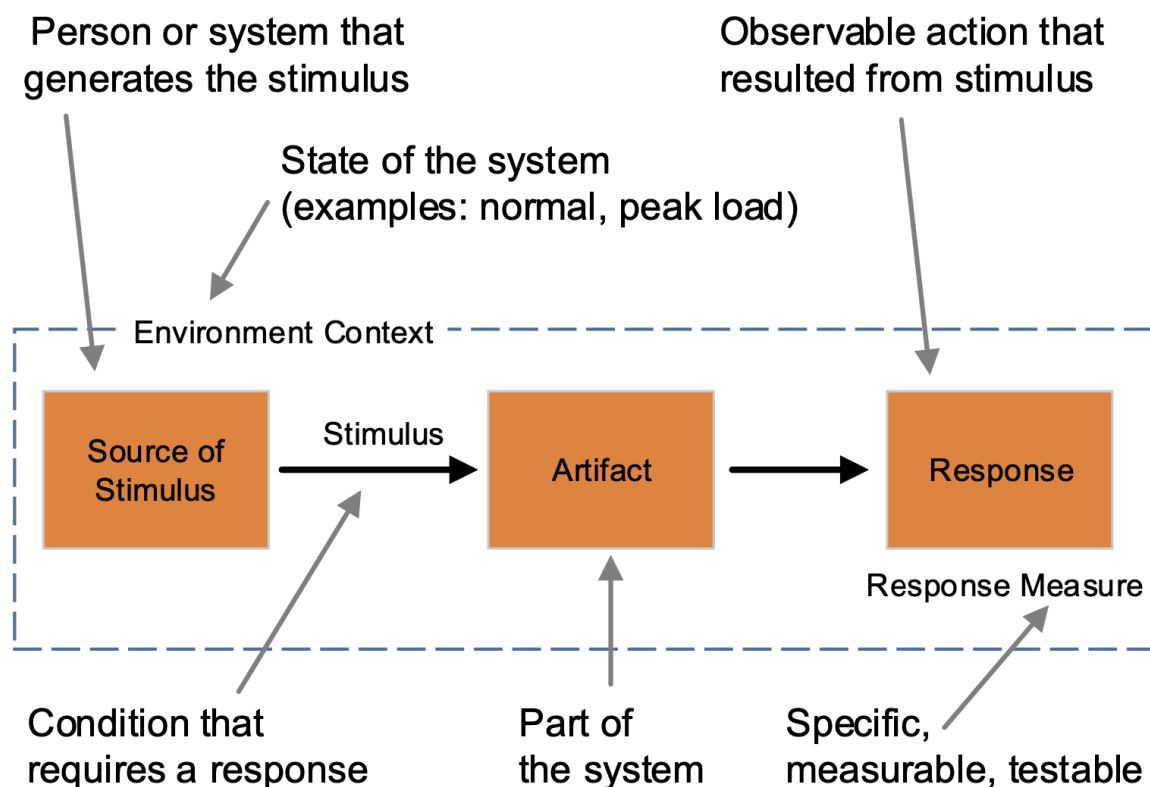 Person or system that
generates the stimulus
Observable action that
resulted from stimulus
State of the system
(examples: normal, peak load)
Environment Context
Source of
Stimulus
Stimulus
Artifact
Response
Response Measure
Condition that
requires a response
Part of
the system
Specific,
measurable, testable